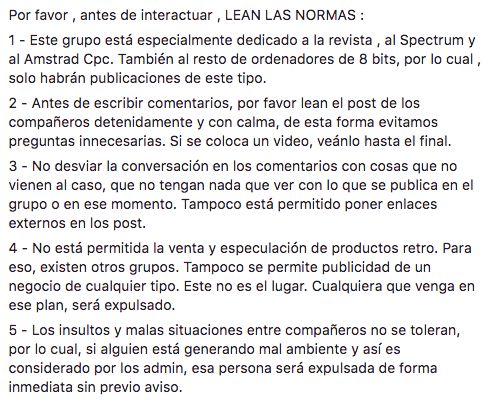 Por favor , antes de interactuar , LEAN LAS NORMAS :
1 - Este grupo está especialmente dedicado a la revista , al Spectrum y
al Amstrad Cpc. También al resto de ordenadores de 8 bits, por lo cual ,
solo habrán publicaciones de este tipo.
2 - Antes de escribir comentarios, por favor lean el post de los
compañeros detenidamente y con calma, de esta forma evitamos
preguntas innecesarias. Si se coloca un video, veánlo hasta el final.
3 - No desviar la conversación en los comentarios con cosas que no
vienen al caso, que no tengan nada que ver con lo que se publica en el
grupo o en ese momento. Tampoco está permitido poner enlaces
externos en los post.
4 - No está permitida la venta y especulación de productos retro. Para
eso, existen otros grupos. Tampoco se permite publicidad de un
negocio de cualquier tipo. Este no es el lugar. Cualquiera que venga en
ese plan, será expulsado.
5 - Los insultos y malas situaciones entre compañeros no se toleran,
por lo cual, si alguien está generando mal ambiente y así es
considerado por los admin, esa persona será expulsada de forma
inmediata sin previo aviso.